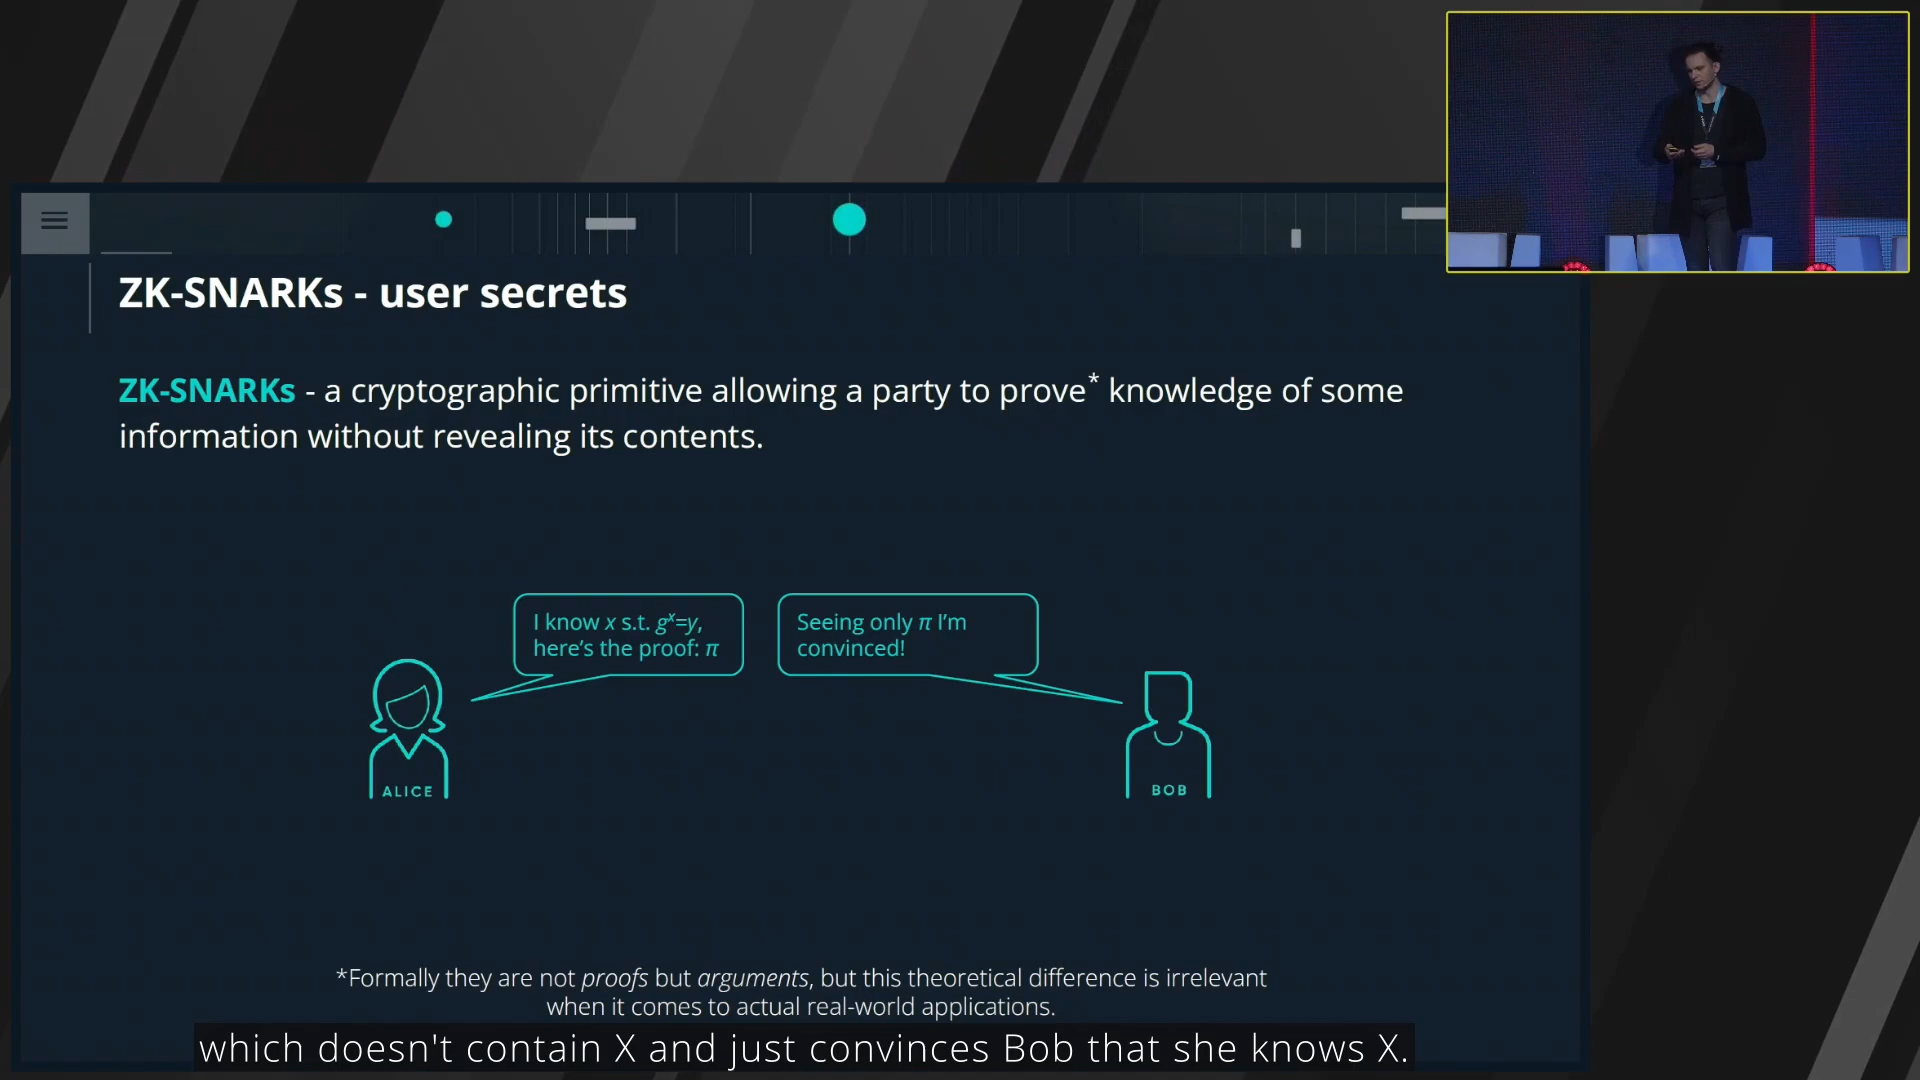 ZK-SNARKs - user secrets
ZK-SNARKs - a cryptographic primitive allowing a party to prove* knowledge of some
information without revealing its contents.
I know x s.t. gˣ=y,
here's the proof: π
Seeing only π I'm
convinced!
ALICE
BOB
*Formally they are not proofs but arguments, but this theoretical difference is irrelevant
when it comes to actual real-world applications.
which doesn't contain X and just convinces Bob that she knows X.